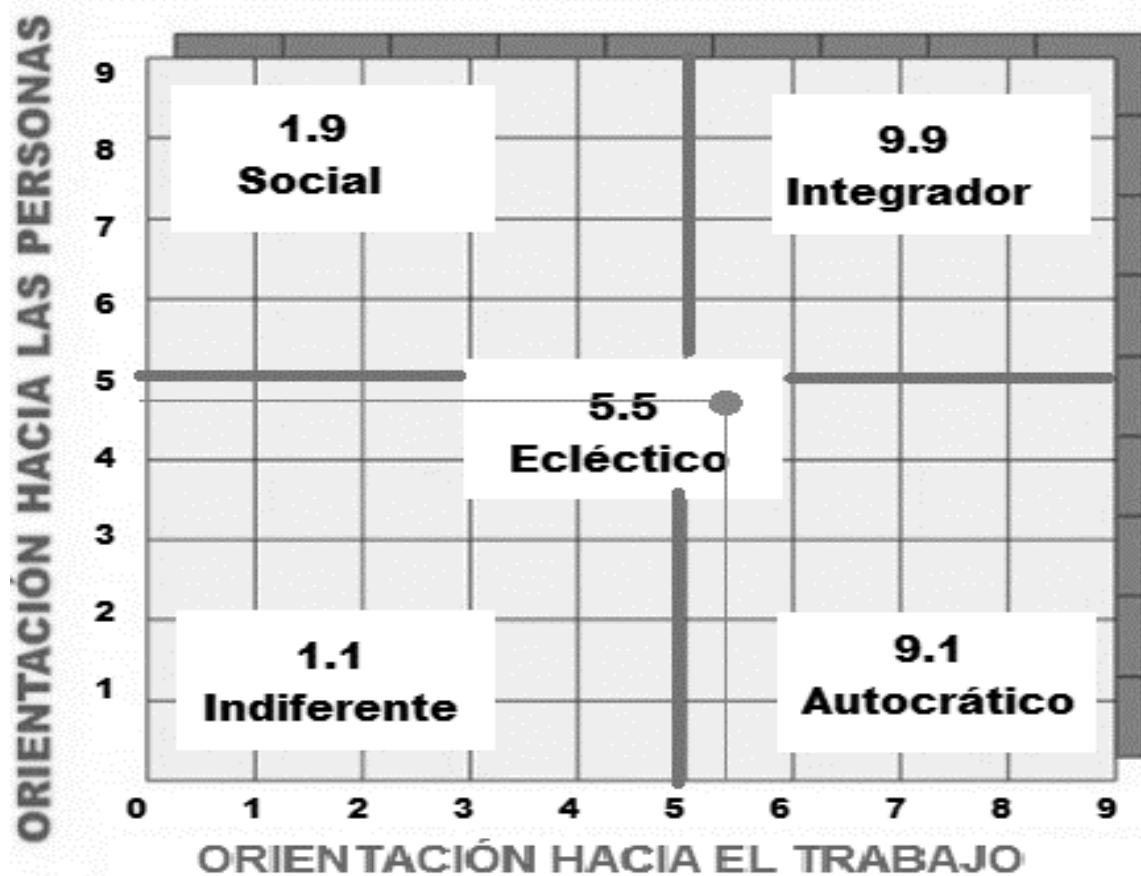 ORIENTACIÓN HACIA LAS PERSONAS
9
8
7
6
5
4
3
2
1
1.9
Social
9.9
Integrador
5.5
Ecléctico
1.1
Indiferente
9.1
Autocrático
0 1 2 3 4 5 6 7 8 9
ORIENTACIÓN HACIA EL TRABAJO